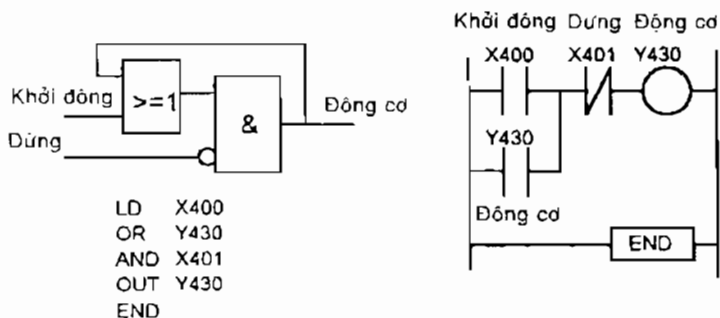 Khởi đông
Dừng
>=1
&
Đông cơ
LD X400
OR Y430
AND X401
OUT Y430
END
Khởi đông Dưng Động cơ
X400 X401 Y430
Y430
Đông cơ
END